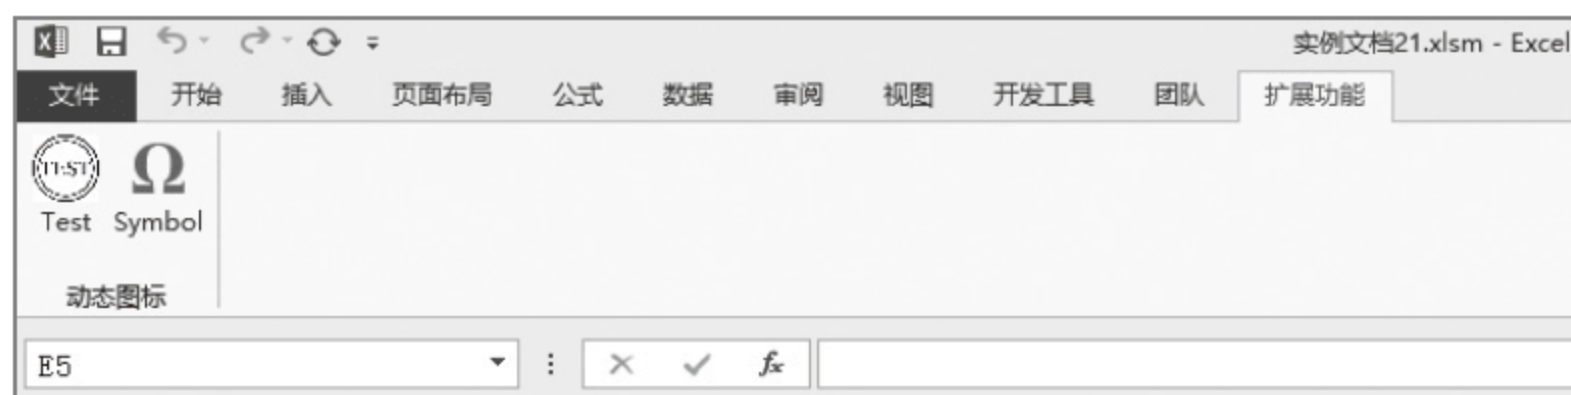 实例文档21.xlsm - Excel
文件 开始 插入 页面布局 公式 数据 审阅 视图 开发工具 团队 扩展功能
TEST Ω
Test Symbol
动态图标
E5 fx